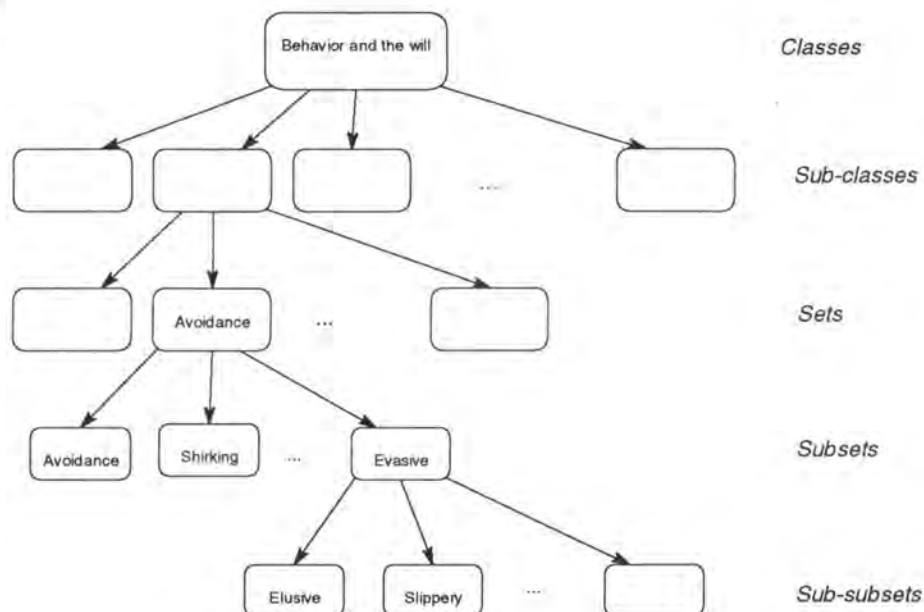 Behavior and the will
Classes
....
Sub-classes
Avoidance
...
Sets
Avoidance
Shirking
...
Evasive
Subsets
Elusive
Slippery
...
Sub-subsets